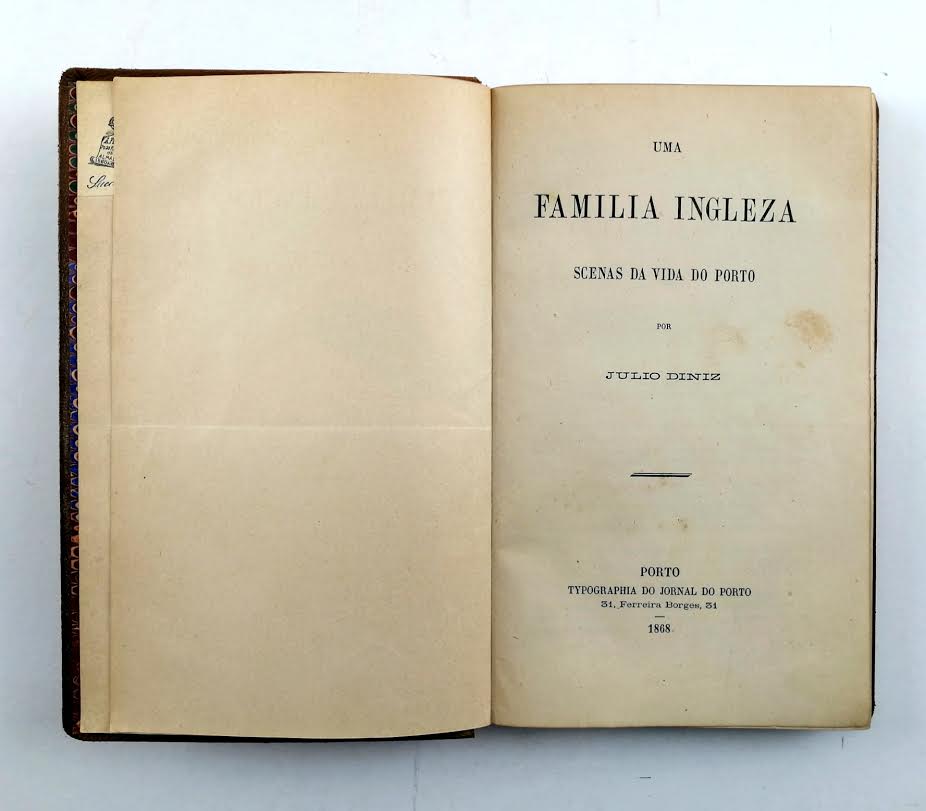 UMA
FAMILIA INGLEZA
SCENAS DA VIDA DO PORTO
POR
JULIO DINIZ
PORTO
TYPOGRAPHIA DO JORNAL DO PORTO
31, Ferreira Borges, 31
1868